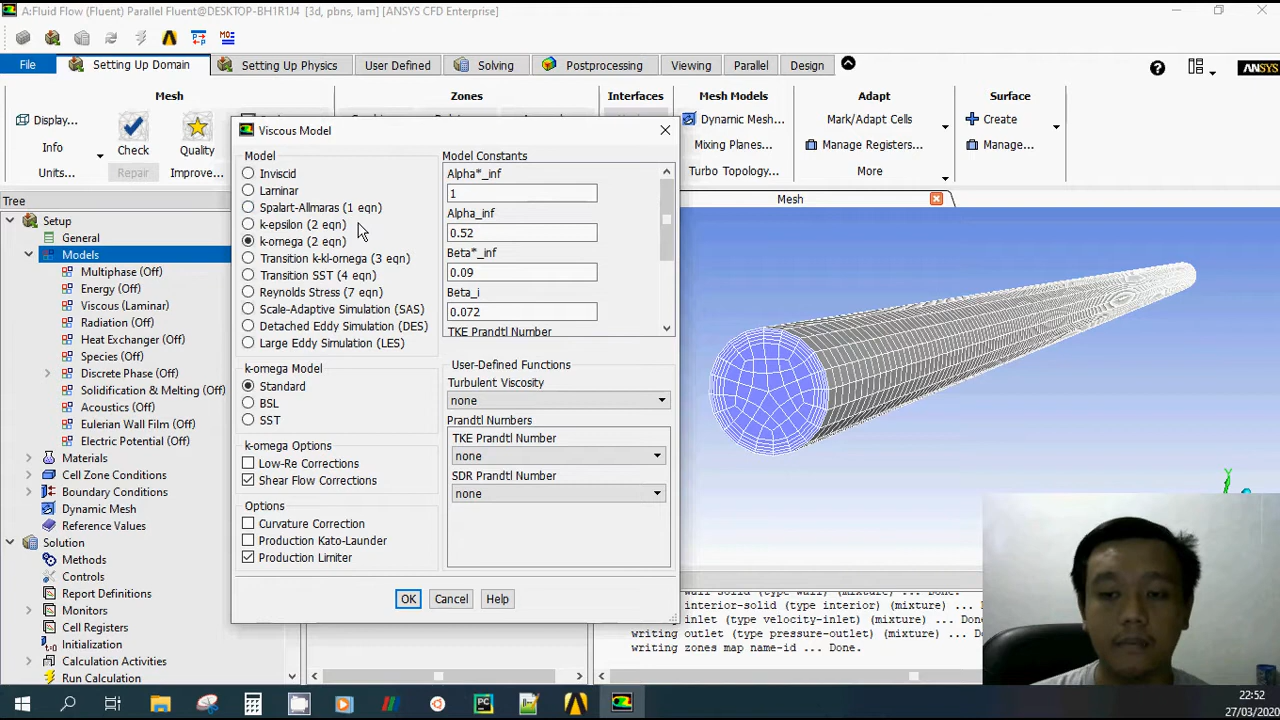 A:Fluid Flow (Fluent) Parallel Fluent@DESKTOP-BH1R1J4 [3d, pbns, lam] [ANSYS CFD Enterprise]
File
Setting Up Domain
Setting Up Physics
User Defined
Solving
Postprocessing
Viewing
Parallel
Design
ANSYS
Mesh
Zones
Interfaces
Mesh Models
Adapt
Surface
Display...
Info
Units...
Check
Repair
Quality
Improve...
Dynamic Mesh...
Mixing Planes...
Turbo Topology...
Mark/Adapt Cells
Manage Registers...
More
Create
Manage...
Tree
Setup
General
Models
Multiphase (Off)
Energy (Off)
Viscous (Laminar)
Radiation (Off)
Heat Exchanger (Off)
Species (Off)
Discrete Phase (Off)
Solidification & Melting (Off)
Acoustics (Off)
Eulerian Wall Film (Off)
Electric Potential (Off)
Materials
Cell Zone Conditions
Boundary Conditions
Dynamic Mesh
Reference Values
Solution
Methods
Controls
Report Definitions
Monitors
Cell Registers
Initialization
Calculation Activities
Run Calculation
Viscous Model
Model
Inviscid
Laminar
Spalart-Allmaras (1 eqn)
k-epsilon (2 eqn)
k-omega (2 eqn)
Transition k-kl-omega (3 eqn)
Transition SST (4 eqn)
Reynolds Stress (7 eqn)
Scale-Adaptive Simulation (SAS)
Detached Eddy Simulation (DES)
Large Eddy Simulation (LES)
k-omega Model
Standard
BSL
SST
k-omega Options
Low-Re Corrections
Shear Flow Corrections
Options
Curvature Correction
Production Kato-Launder
Production Limiter
Model Constants
Alpha*_inf
1
Alpha_inf
0.52
Beta*_inf
0.09
Beta_i
0.072
TKE Prandtl Number
User-Defined Functions
Turbulent Viscosity
none
Prandtl Numbers
TKE Prandtl Number
none
SDR Prandtl Number
none
OK
Cancel
Help
Mesh
interior-solid (type interior) (mixture) ... Done.
inlet (type velocity-inlet) (mixture) ... Done.
writing outlet (type pressure-outlet) (mixture) ... Done.
writing zones map name-id ... Done.
22:52
27/03/2020